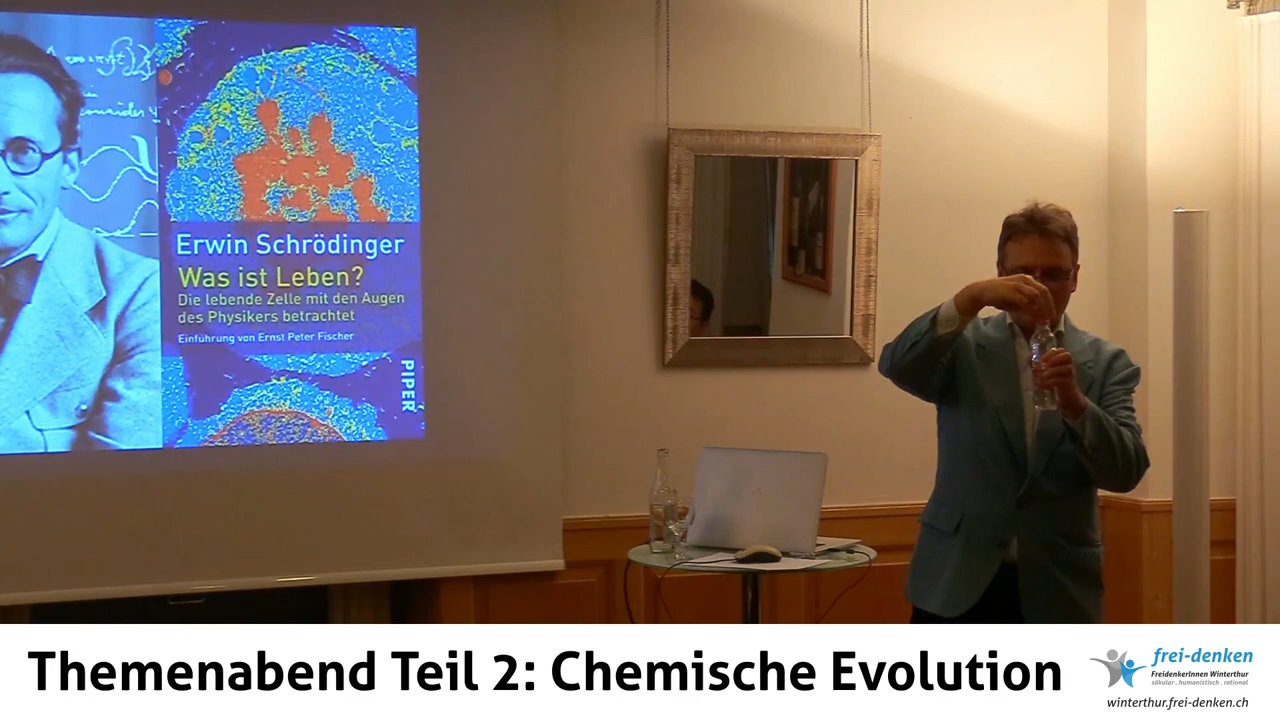 Erwin Schrödinger
Was ist Leben?
Die lebende Zelle mit den Augen
des Physikers betrachtet
Einführung von Ernst Peter Fischer
PIPER
Themenabend Teil 2: Chemische Evolution
frei-denken
FreidenkerInnen Winterthur
säkular . humanistisch . rational
winterthur.frei-denken.ch